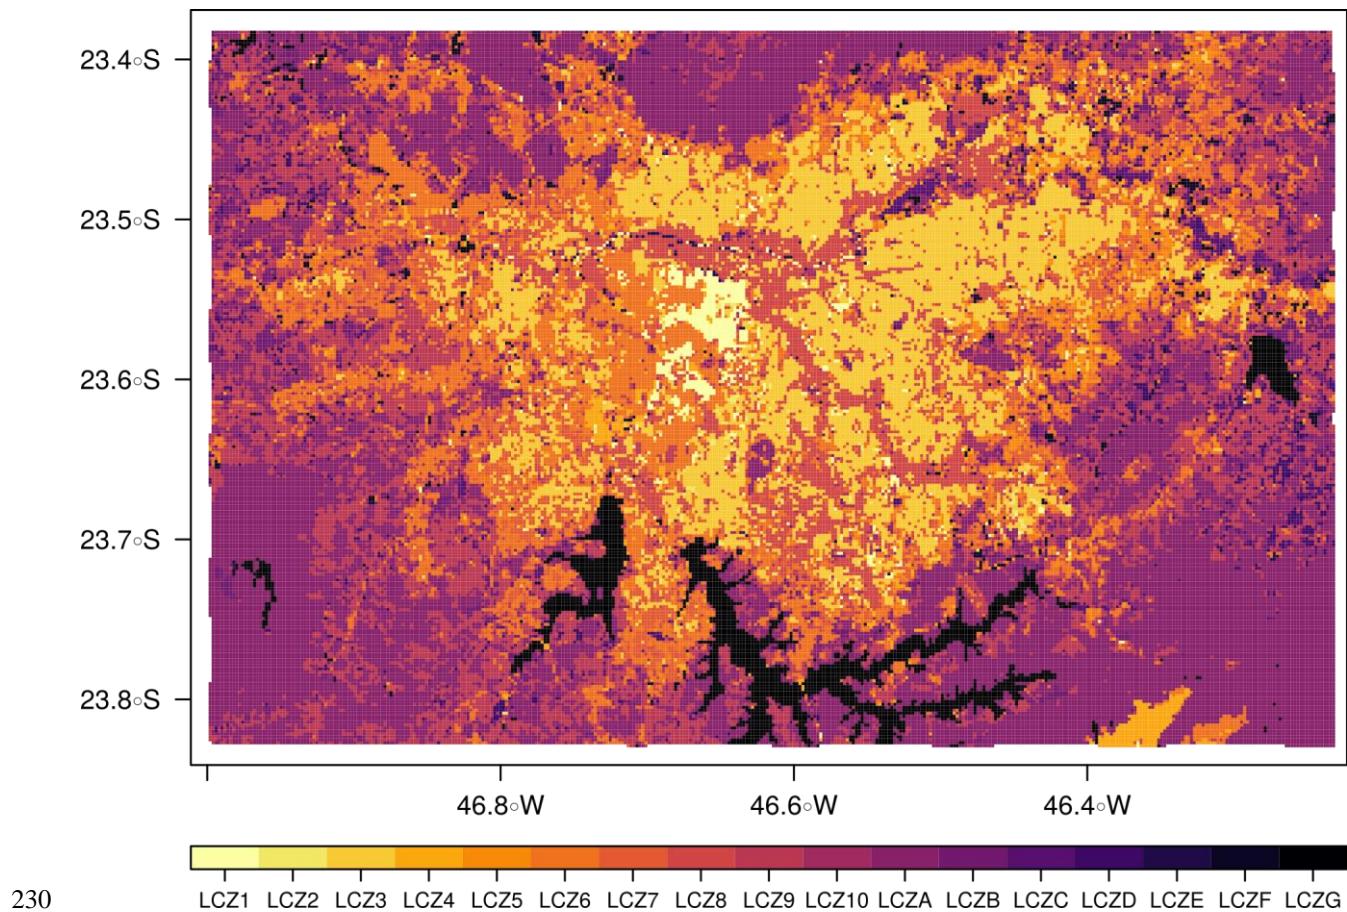 23.4○S
23.5○S
23.6○S
23.7○S
23.8○S
46.8○W 46.6○W 46.4○W
230 LCZ1 LCZ2 LCZ3 LCZ4 LCZ5 LCZ6 LCZ7 LCZ8 LCZ9 LCZ10 LCZA LCZB LCZC LCZD LCZE LCZF LCZG